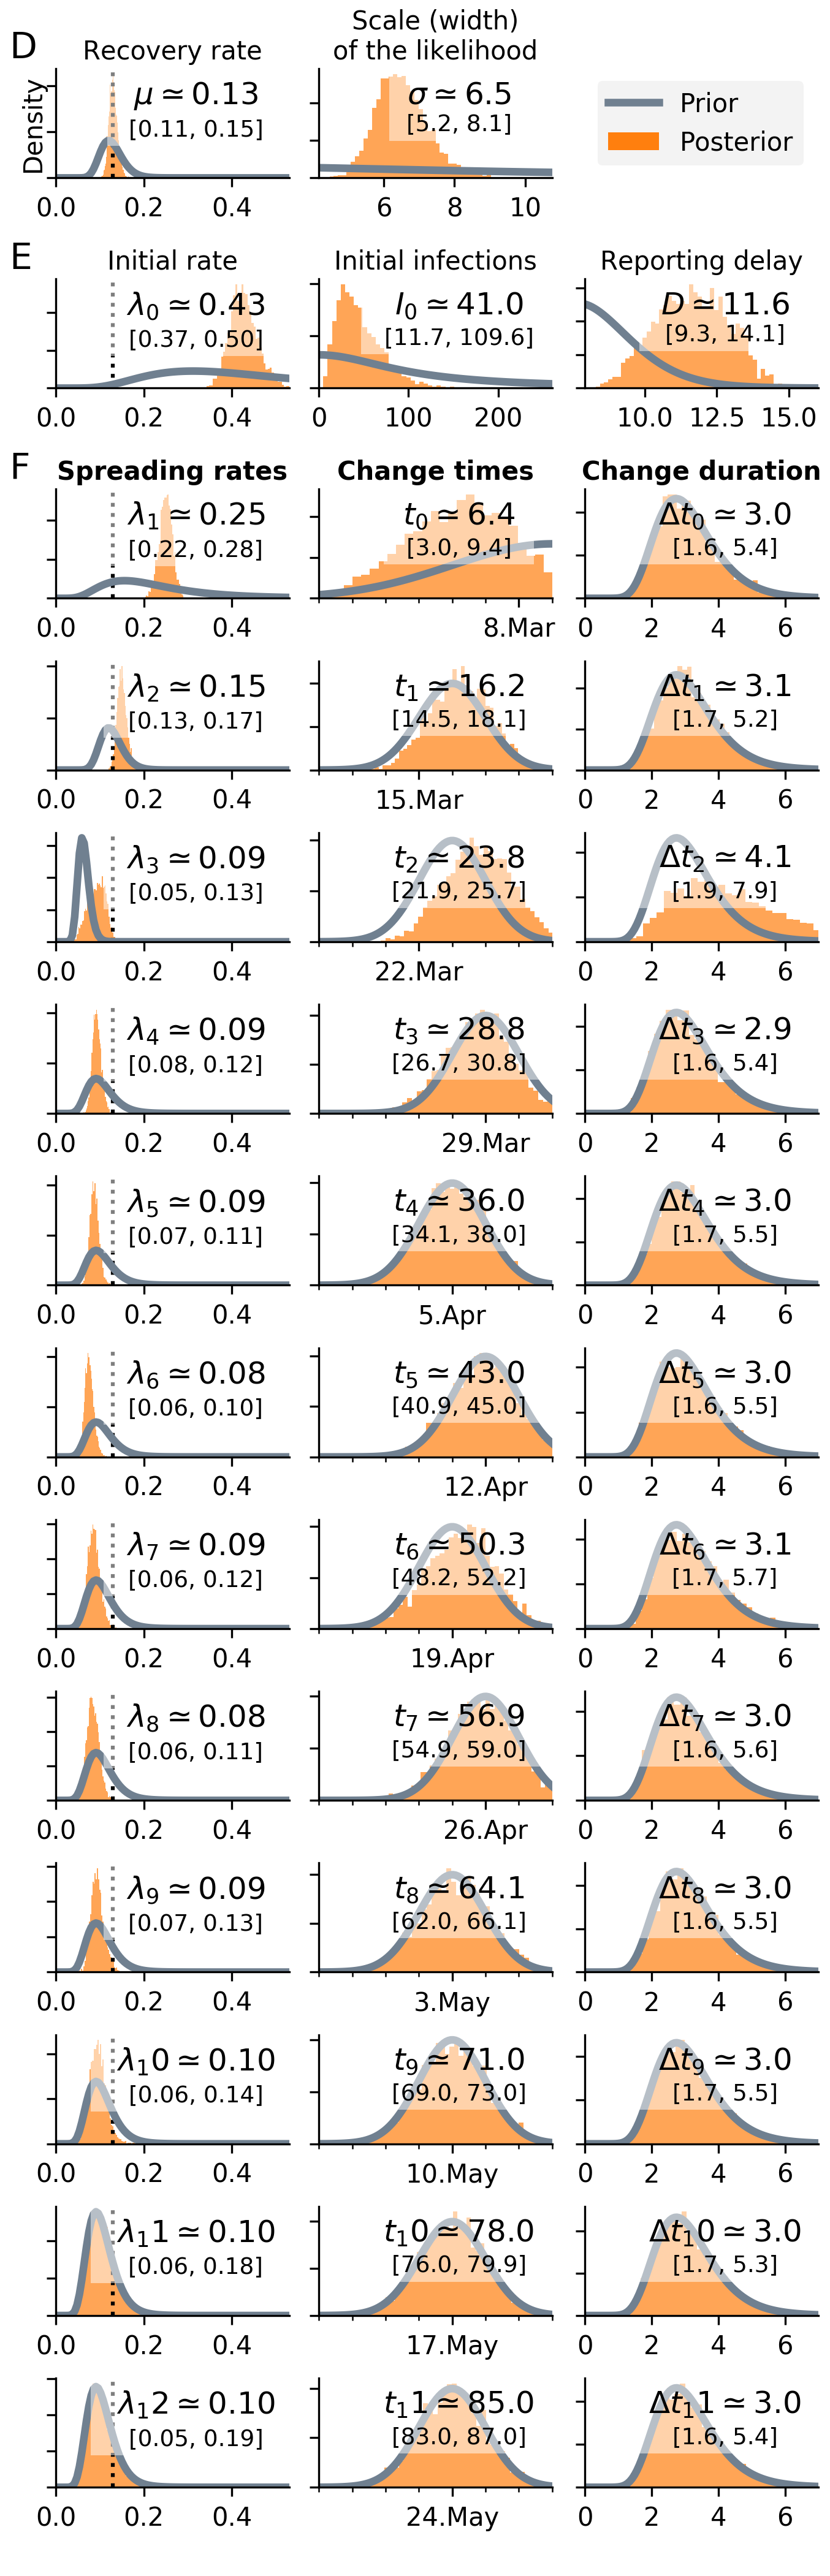 D
Recovery rate
Scale (width)
of the likelihood
Density
μ ≃ 0.13
[0.11, 0.15]
0.0 0.2 0.4
σ ≃ 6.5
[5.2, 8.1]
6 8 10
Prior
Posterior
E
Initial rate
λ0 ≃ 0.43
[0.37, 0.50]
0.0 0.2 0.4
Initial infections
I0 ≃ 41.0
[11.7, 109.6]
0 100 200
Reporting delay
D ≃ 11.6
[9.3, 14.1]
10.0 12.5 15.0
F
Spreading rates
Change times
Change duration
λ1 ≃ 0.25
[0.22, 0.28]
0.0 0.2 0.4
t0 ≃ 6.4
[3.0, 9.4]
8.Mar
Δt0 ≃ 3.0
[1.6, 5.4]
0 2 4 6
λ2 ≃ 0.15
[0.13, 0.17]
0.0 0.2 0.4
t1 ≃ 16.2
[14.5, 18.1]
15.Mar
Δt1 ≃ 3.1
[1.7, 5.2]
0 2 4 6
λ3 ≃ 0.09
[0.05, 0.13]
0.0 0.2 0.4
t2 ≃ 23.8
[21.9, 25.7]
22.Mar
Δt2 ≃ 4.1
[1.9, 7.9]
0 2 4 6
λ4 ≃ 0.09
[0.08, 0.12]
0.0 0.2 0.4
t3 ≃ 28.8
[26.7, 30.8]
29.Mar
Δt3 ≃ 2.9
[1.6, 5.4]
0 2 4 6
λ5 ≃ 0.09
[0.07, 0.11]
0.0 0.2 0.4
t4 ≃ 36.0
[34.1, 38.0]
5.Apr
Δt4 ≃ 3.0
[1.7, 5.5]
0 2 4 6
λ6 ≃ 0.08
[0.06, 0.10]
0.0 0.2 0.4
t5 ≃ 43.0
[40.9, 45.0]
12.Apr
Δt5 ≃ 3.0
[1.6, 5.5]
0 2 4 6
λ7 ≃ 0.09
[0.06, 0.12]
0.0 0.2 0.4
t6 ≃ 50.3
[48.2, 52.2]
19.Apr
Δt6 ≃ 3.1
[1.7, 5.7]
0 2 4 6
λ8 ≃ 0.08
[0.06, 0.11]
0.0 0.2 0.4
t7 ≃ 56.9
[54.9, 59.0]
26.Apr
Δt7 ≃ 3.0
[1.6, 5.6]
0 2 4 6
λ9 ≃ 0.09
[0.07, 0.13]
0.0 0.2 0.4
t8 ≃ 64.1
[62.0, 66.1]
3.May
Δt8 ≃ 3.0
[1.6, 5.5]
0 2 4 6
λ10 ≃ 0.10
[0.06, 0.14]
0.0 0.2 0.4
t9 ≃ 71.0
[69.0, 73.0]
10.May
Δt9 ≃ 3.0
[1.7, 5.5]
0 2 4 6
λ11 ≃ 0.10
[0.06, 0.18]
0.0 0.2 0.4
t10 ≃ 78.0
[76.0, 79.9]
17.May
Δt10 ≃ 3.0
[1.7, 5.3]
0 2 4 6
λ12 ≃ 0.10
[0.05, 0.19]
0.0 0.2 0.4
t11 ≃ 85.0
[83.0, 87.0]
24.May
Δt11 ≃ 3.0
[1.6, 5.4]
0 2 4 6